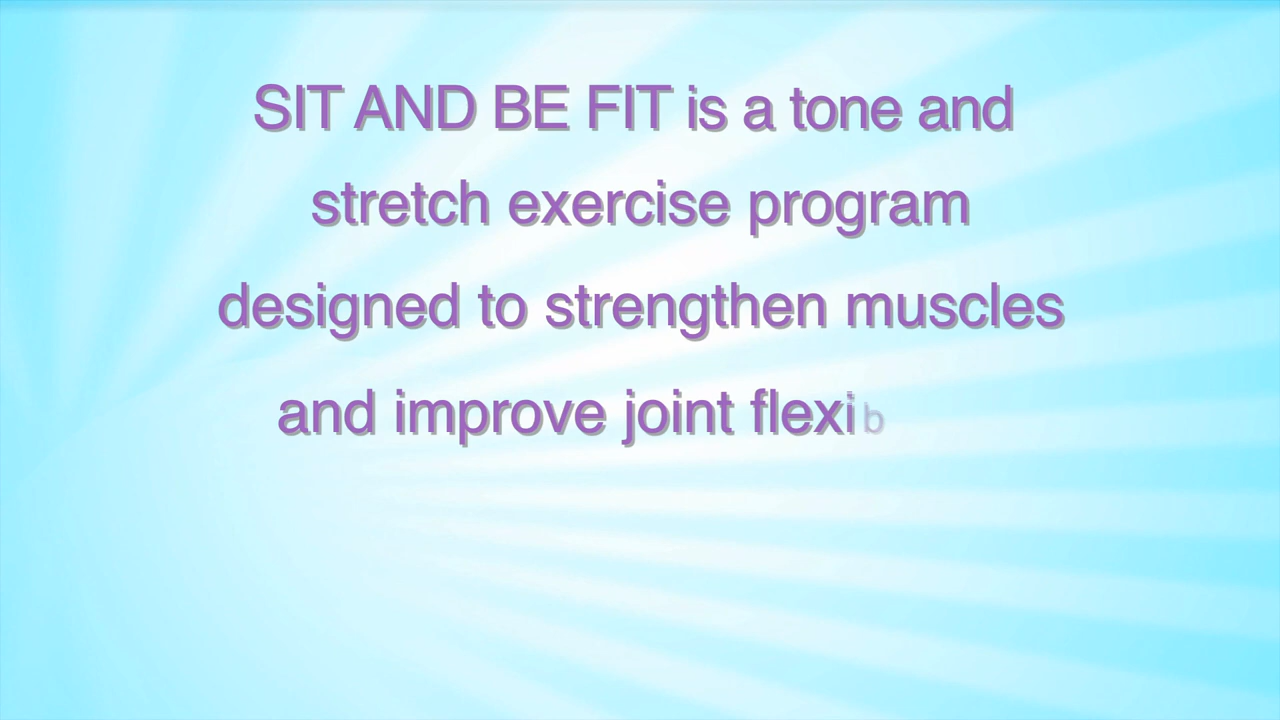 SIT AND BE FIT is a tone and
stretch exercise program
designed to strengthen muscles
and improve joint flexib